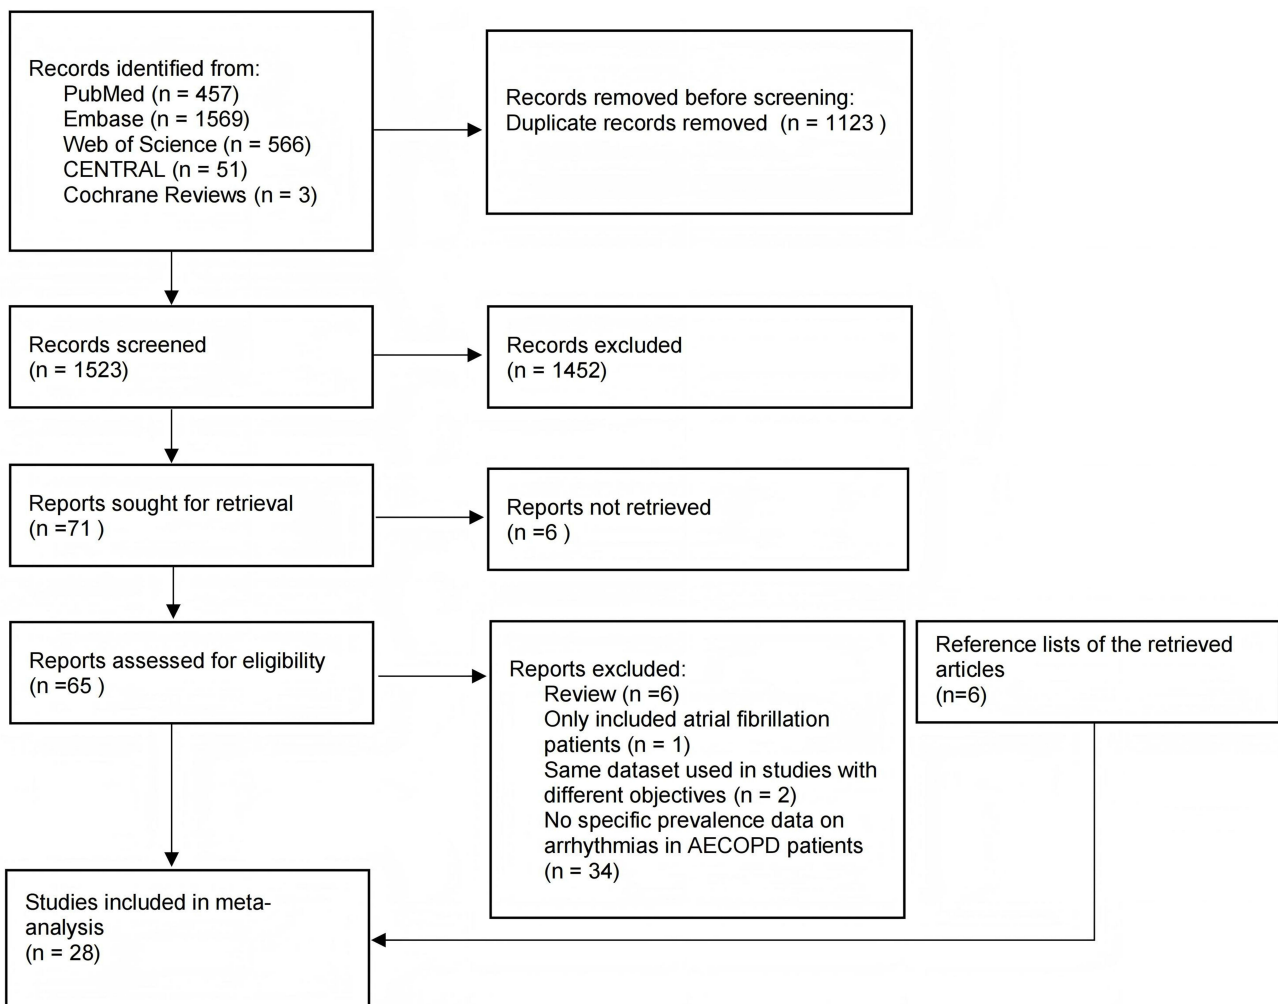 Records identified from:
PubMed (n = 457)
Embase (n = 1569)
Web of Science (n = 566)
CENTRAL (n = 51)
Cochrane Reviews (n = 3)
Records removed before screening:
Duplicate records removed (n = 1123 )
Records screened
(n = 1523)
Records excluded
(n = 1452)
Reports sought for retrieval
(n =71 )
Reports not retrieved
(n =6 )
Reports assessed for eligibility
(n =65 )
Reports excluded:
Review (n =6)
Only included atrial fibrillation
patients (n = 1)
Same dataset used in studies with
different objectives (n = 2)
No specific prevalence data on
arrhythmias in AECOPD patients
(n = 34)
Reference lists of the retrieved
articles
(n=6)
Studies included in meta-
analysis
(n = 28)